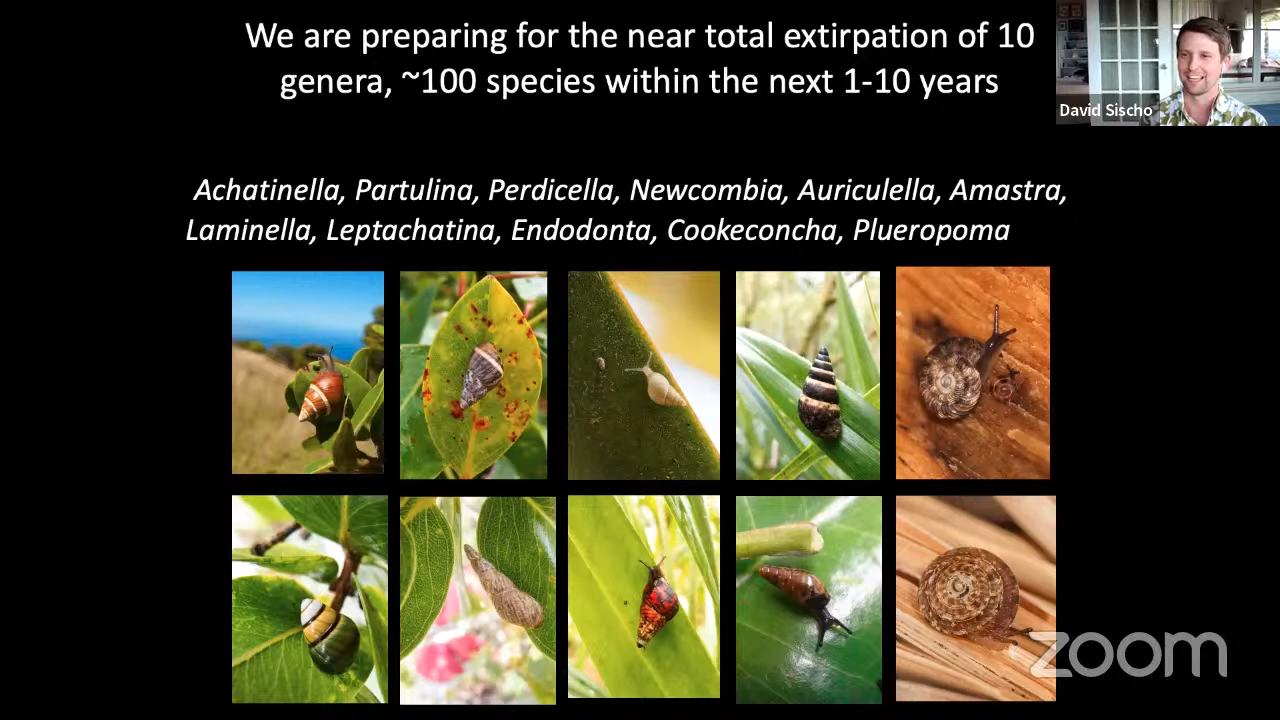 We are preparing for the near total extirpation of 10
genera, ~100 species within the next 1-10 years
David Sischo
Achatinella, Partulina, Perdicella, Newcombia, Auriculella, Amastra,
Laminella, Leptachatina, Endodonta, Cookeconcha, Plueropoma
zoom